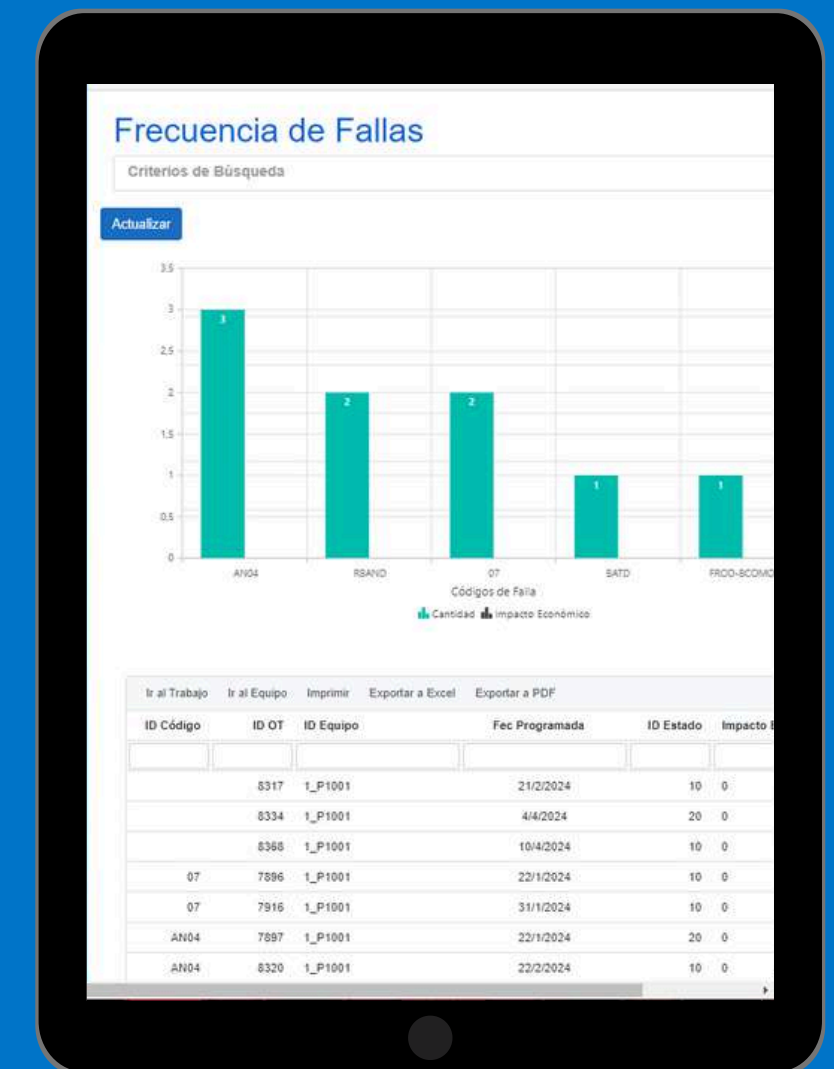 Frecuencia de Fallas
Criterios de Búsqueda
Actualizar
3.5
3
2.5
2
1.5
1
0.5
0
3
2
2
1
1
AN04 RBAND 07 BATD FROD-BCOMC
Códigos de Falla
Cantidad Impacto Económico
Ir al Trabajo Ir al Equipo Imprimir Exportar a Excel Exportar a PDF
ID Código ID OT ID Equipo Fec Programada ID Estado Impacto E
8317 1_P1001 21/2/2024 10 0
8334 1_P1001 4/4/2024 20 0
8368 1_P1001 10/4/2024 10 0
07 7896 1_P1001 22/1/2024 10 0
07 7916 1_P1001 31/1/2024 10 0
AN04 7897 1_P1001 22/1/2024 20 0
AN04 8320 1_P1001 22/2/2024 10 0